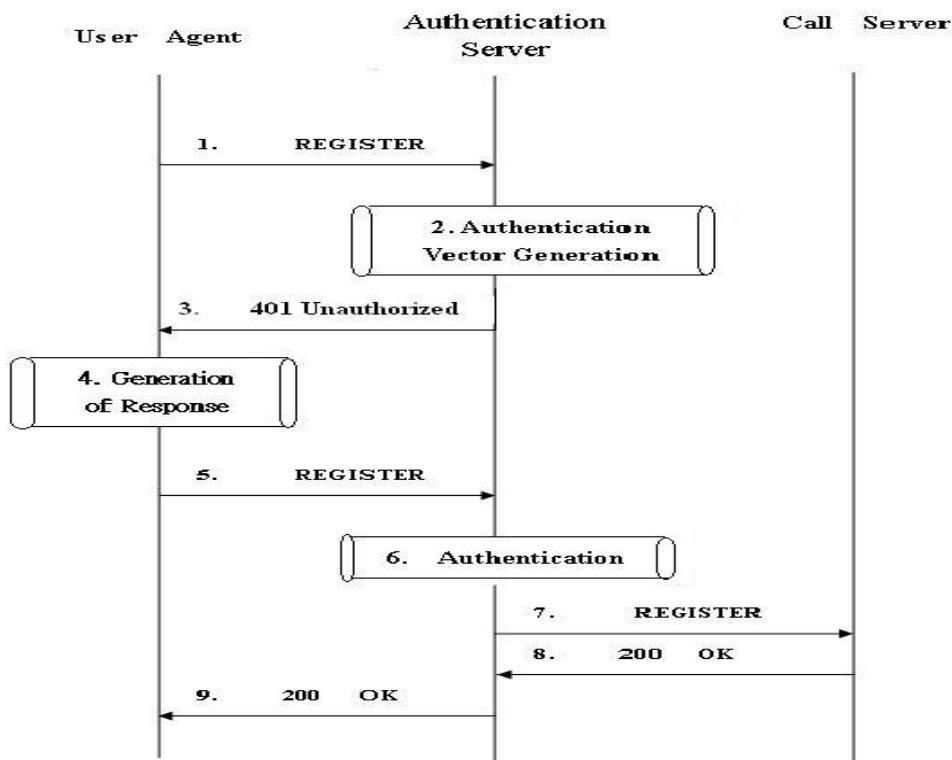 User Agent
Authentication
Server
Call Server
1. REGISTER
2. Authentication
Vector Generation
3. 401 Unauthorized
4. Generation
of Response
5. REGISTER
6. Authentication
7. REGISTER
8. 200 OK
9. 200 OK